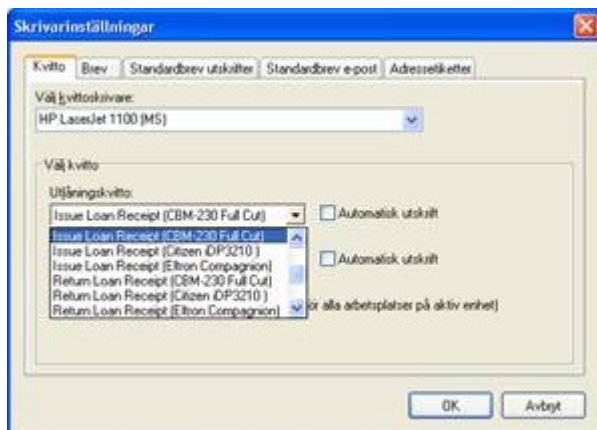 Skrivarinställningar
Kvitto Brev Standardbrev utskrifter Standardbrev e-post Adressetiketter
Välj kvittoskrivare:
HP LaserJet 1100 (MS)
Välj kvitto
Utlåningskvitto:
Issue Loan Receipt (CBM-230 Full Cut) Automatisk utskrift
Issue Loan Receipt (CBM-230 Full Cut)
Issue Loan Receipt (Citizen iDP3210 )
Issue Loan Receipt (Eltron Compagnion) Automatisk utskrift
Return Loan Receipt (CBM-230 Full Cut)
Return Loan Receipt (Citizen iDP3210 )
Return Loan Receipt (Eltron Compagnion) ör alla arbetsplatser på aktiv enhet)
OK Avbryt